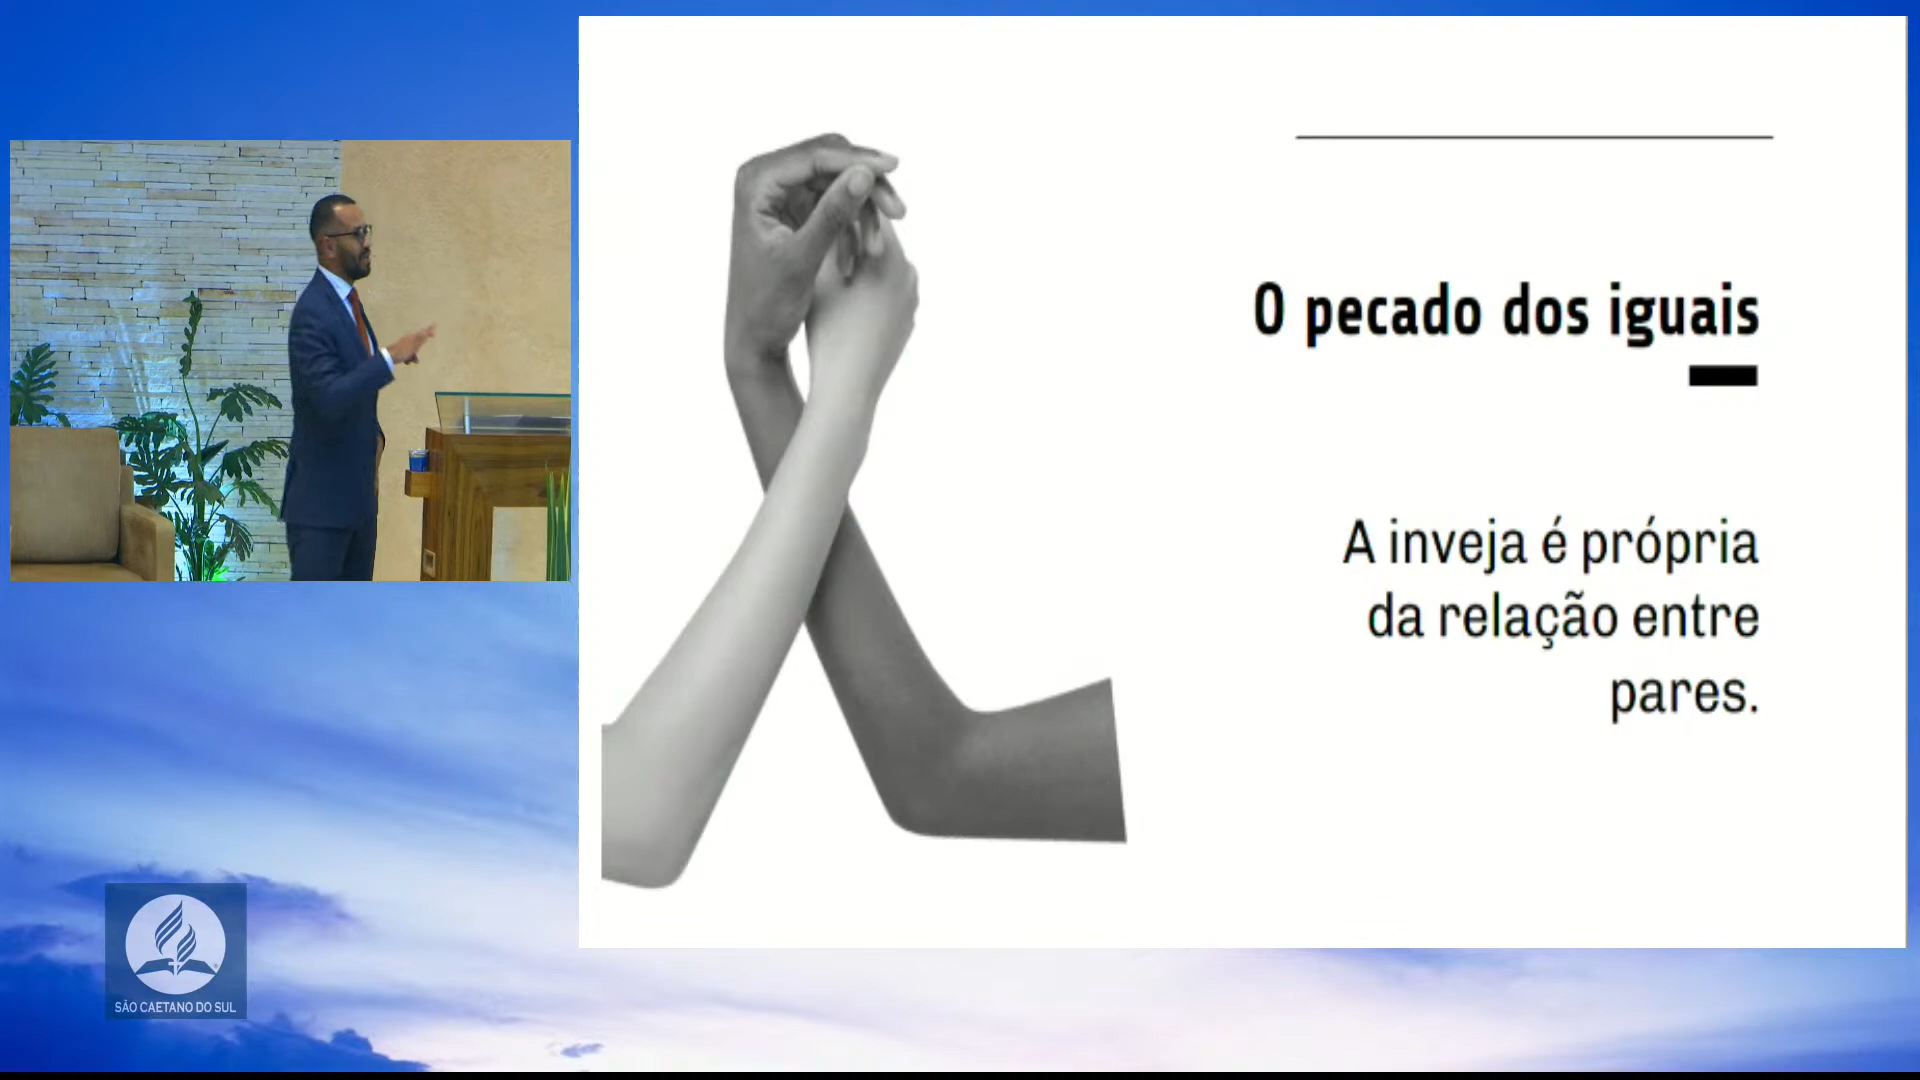 O pecado dos iguais
A inveja é própria
da relação entre
pares.
SÃO CAETANO DO SUL